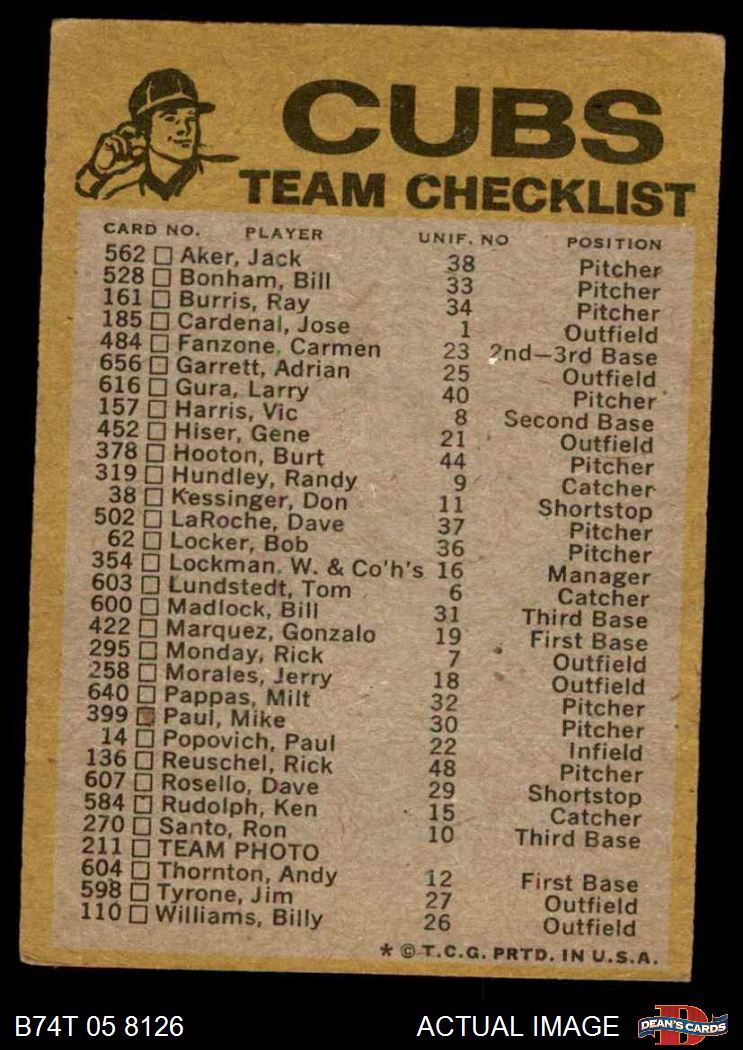 CUBS
TEAM CHECKLIST
CARD NO. PLAYER UNIF. NO POSITION
562 Aker, Jack 38 Pitcher
528 Bonham, Bill 33 Pitcher
161 Burris, Ray 34 Pitcher
185 Cardenal, Jose 1 Outfield
484 Fanzone, Carmen 23 2nd—3rd Base
656 Garrett, Adrian 25 Outfield
616 Gura, Larry 40 Pitcher
157 Harris, Vic 8 Second Base
452 Hiser, Gene 21 Outfield
378 Hooton, Burt 44 Pitcher
319 Hundley, Randy 9 Catcher
38 Kessinger, Don 11 Shortstop
502 LaRoche, Dave 37 Pitcher
62 Locker, Bob 36 Pitcher
354 Lockman, W. & Co'h's 16 Manager
603 Lundstedt, Tom 6 Catcher
600 Madlock, Bill 31 Third Base
422 Marquez, Gonzalo 19 First Base
295 Monday, Rick 7 Outfield
258 Morales, Jerry 18 Outfield
640 Pappas, Milt 32 Pitcher
399 Paul, Mike 30 Pitcher
14 Popovich, Paul 22 Infield
136 Reuschel, Rick 48 Pitcher
607 Rosello, Dave 29 Shortstop
584 Rudolph, Ken 15 Catcher
270 Santo, Ron 10 Third Base
211 TEAM PHOTO
604 Thornton, Andy 12 First Base
598 Tyrone, Jim 27 Outfield
110 Williams, Billy 26 Outfield
* © T.C.G. PRTD. IN U.S.A.
B74T 05 8126 ACTUAL IMAGE DEAN'S CARDS